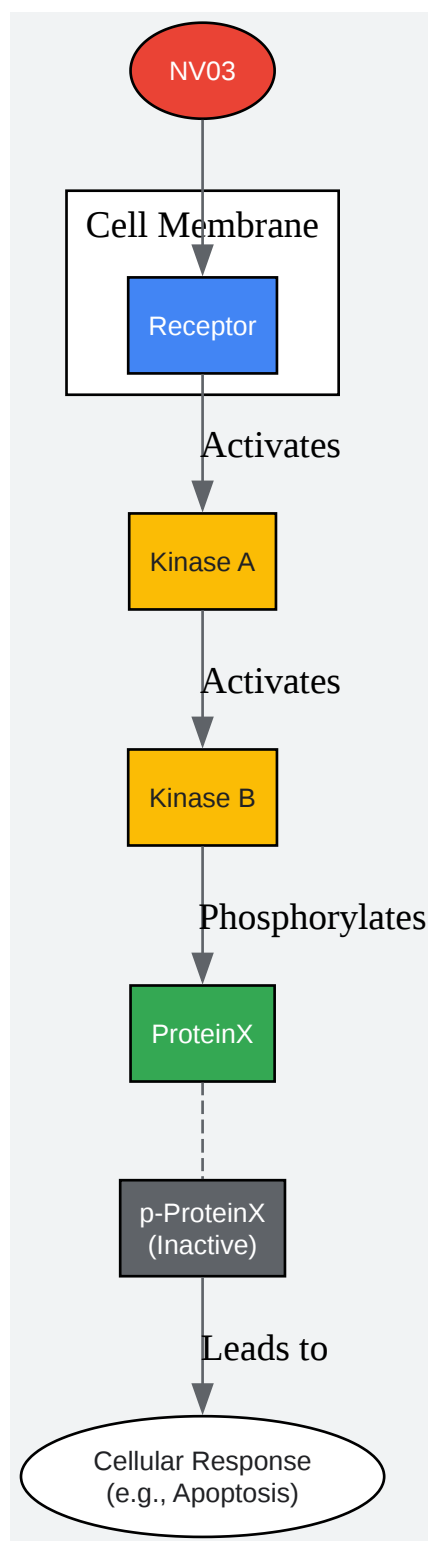 NV03
Cell Membrane
Receptor
Activates
Kinase A
Activates
Kinase B
Phosphorylates
ProteinX
p-ProteinX
(Inactive)
Leads to
Cellular Response
(e.g., Apoptosis)